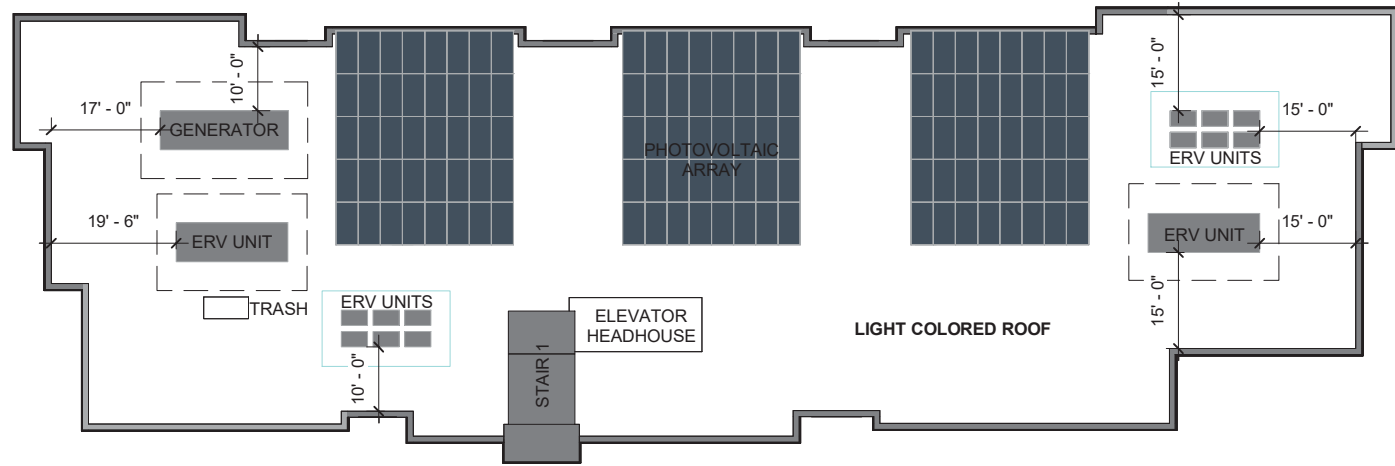 10' - 0"
15' - 0"
17' - 0"
GENERATOR
PHOTOVOLTAIC
ARRAY
15' - 0"
ERV UNITS
19' - 6"
ERV UNIT
ERV UNIT
15' - 0"
TRASH
ERV UNITS
10' - 0"
STAIR 1
ELEVATOR
HEADHOUSE
LIGHT COLORED ROOF
15' - 0"